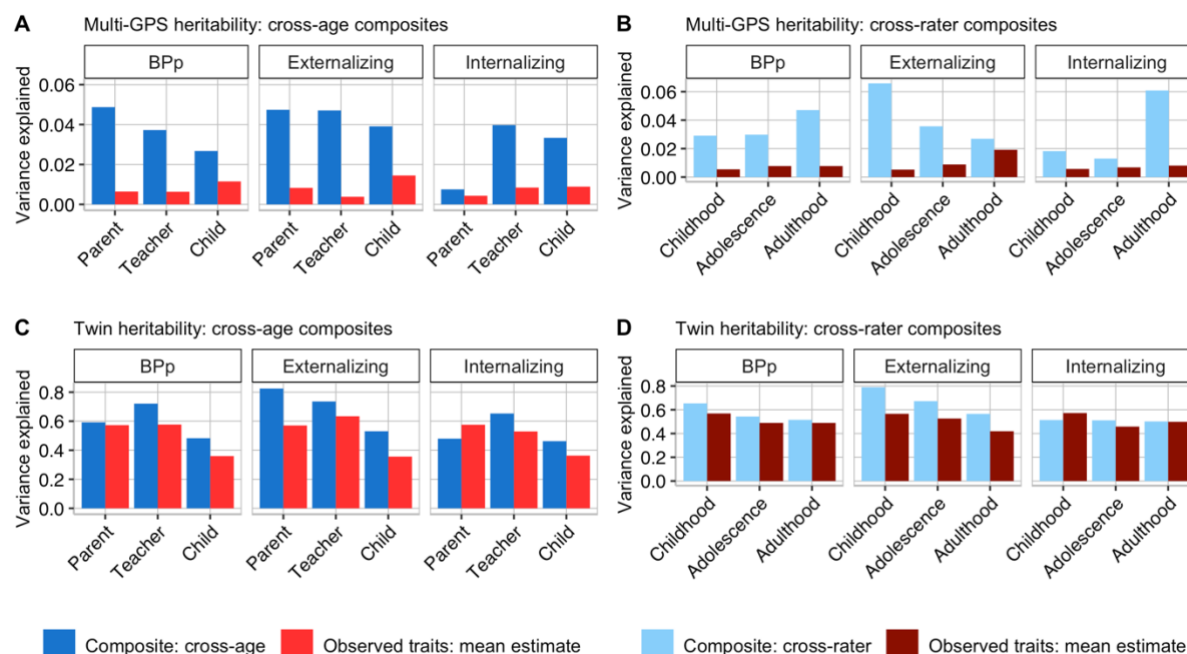 A Multi-GPS heritability: cross-age composites
BPp Externalizing Internalizing
Variance explained
0.06
0.04
0.02
0.00
Parent Teacher Child Parent Teacher Child Parent Teacher Child
B Multi-GPS heritability: cross-rater composites
BPp Externalizing Internalizing
Variance explained
0.06
0.04
0.02
0.00
Childhood Adolescence Adulthood Childhood Adolescence Adulthood Childhood Adolescence Adulthood
C Twin heritability: cross-age composites
BPp Externalizing Internalizing
Variance explained
0.8
0.6
0.4
0.2
0.0
Parent Teacher Child Parent Teacher Child Parent Teacher Child
D Twin heritability: cross-rater composites
BPp Externalizing Internalizing
Variance explained
0.8
0.6
0.4
0.2
0.0
Childhood Adolescence Adulthood Childhood Adolescence Adulthood Childhood Adolescence Adulthood
Composite: cross-age Observed traits: mean estimate
Composite: cross-rater Observed traits: mean estimate